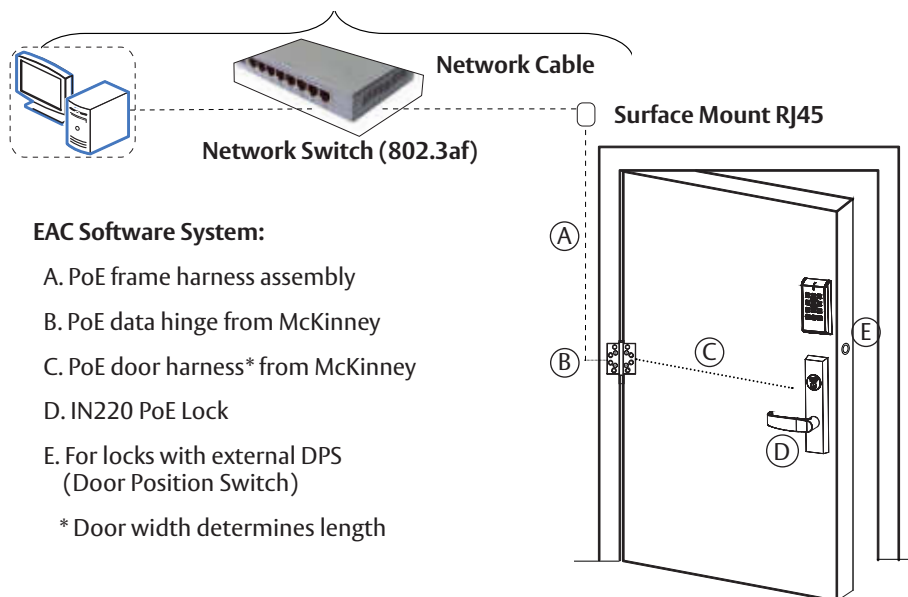 Network Cable
Surface Mount RJ45
Network Switch (802.3af)
EAC Software System:
A. PoE frame harness assembly
B. PoE data hinge from McKinney
C. PoE door harness* from McKinney
D. IN220 PoE Lock
E. For locks with external DPS
(Door Position Switch)
* Door width determines length
A
B
C
D
E